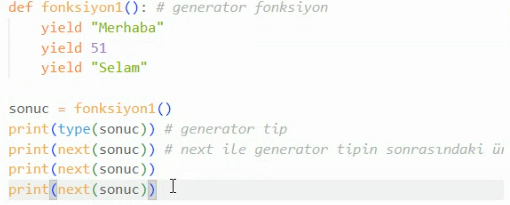 def fonksiyon1(): # generator fonksiyon
    yield "Merhaba"
    yield 51
    yield "Selam"
sonuc = fonksiyon1()
print(type(sonuc)) # generator tip
print(next(sonuc)) # next ile generator tipin sonrasındaki
print(next(sonuc))
print(next(sonuc))